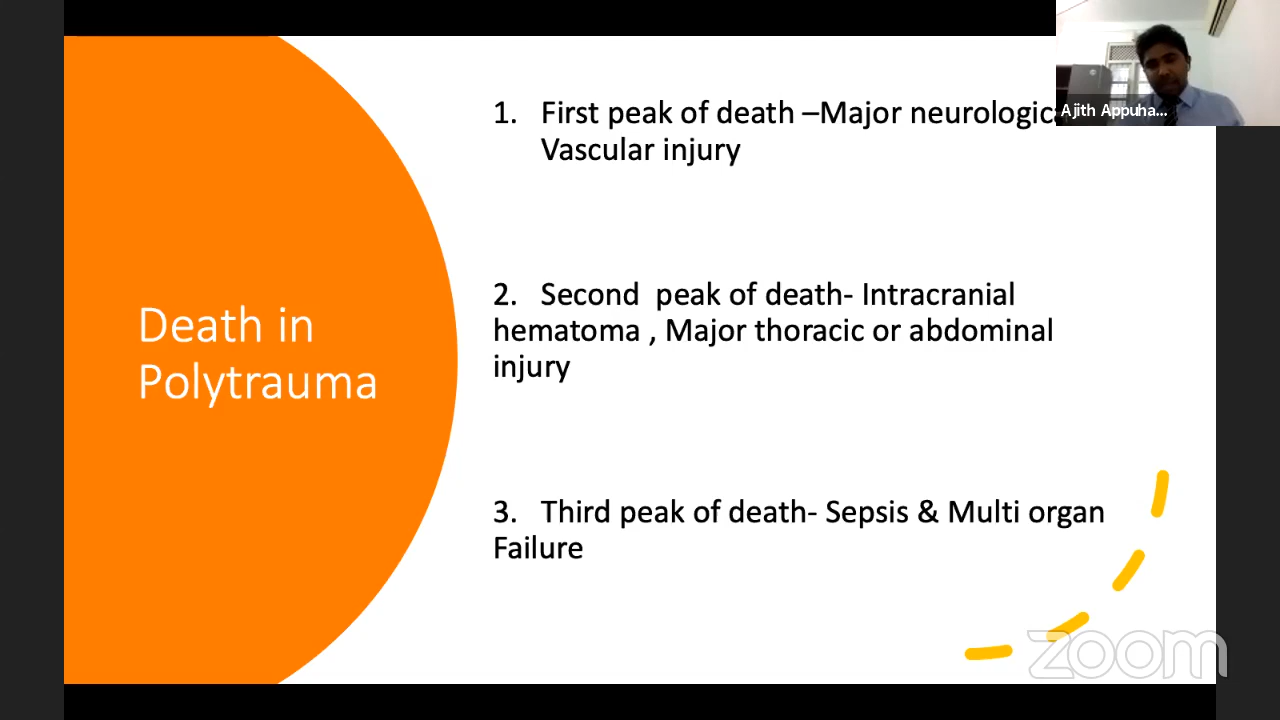 Ajith Appuha...
1. First peak of death –Major neurologic
Vascular injury
2. Second peak of death- Intracranial
hematoma , Major thoracic or abdominal
injury
Death in
Polytrauma
3. Third peak of death- Sepsis & Multi organ
Failure
zoom